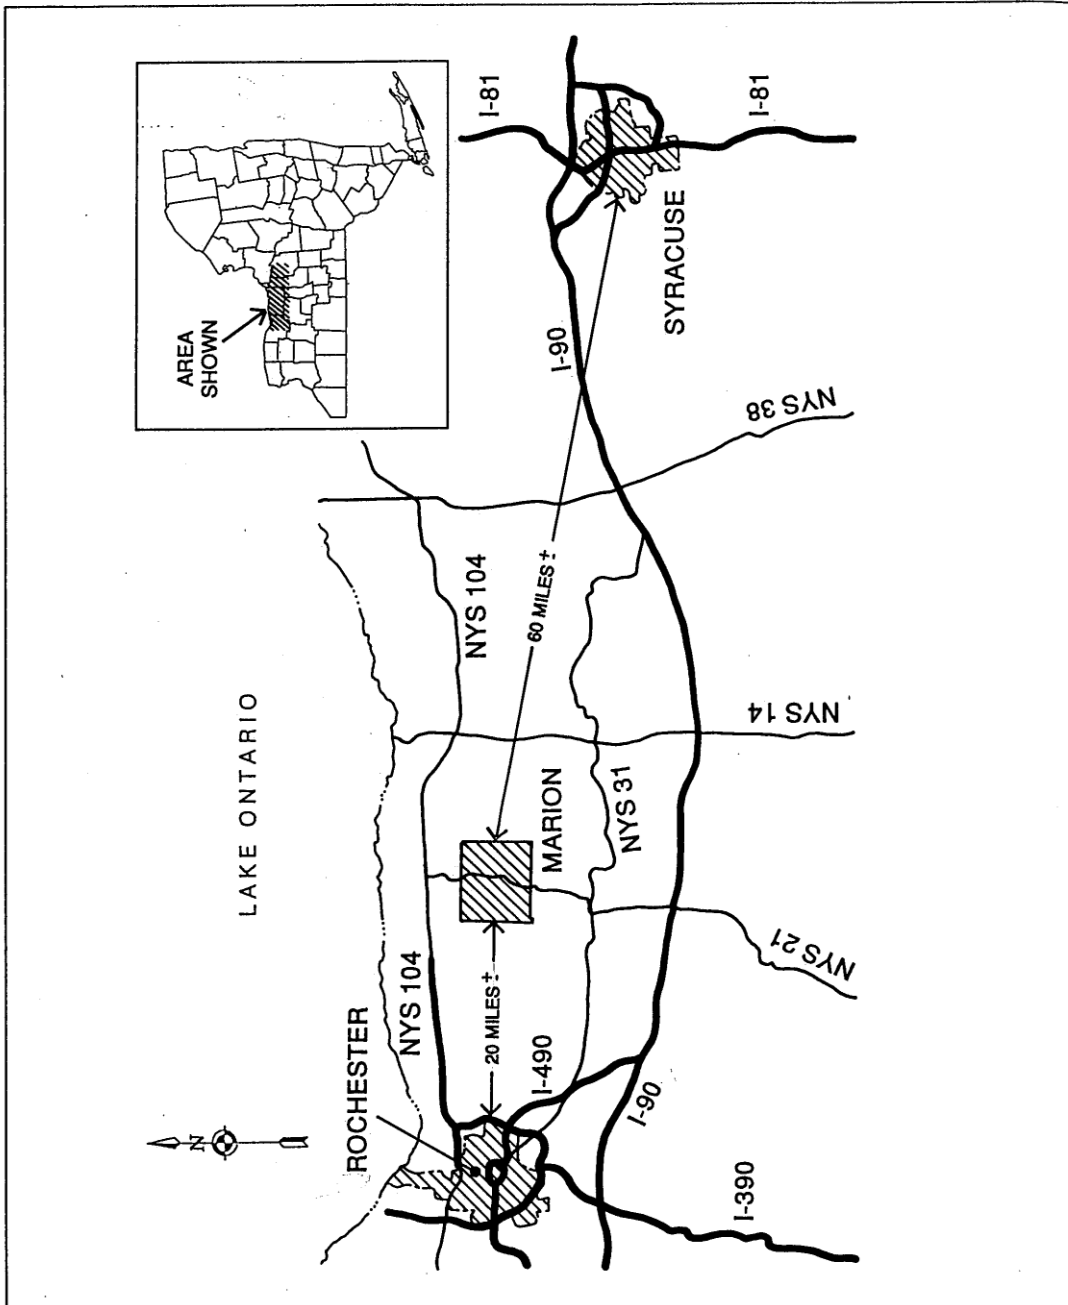 AREA
SHOWN
LAKE ONTARIO
N
ROCHESTER
NYS 104
NYS 104
20 MILES ±
60 MILES ±
MARION
I-490
NYS 31
I-90
I-90
I-390
NYS 21
NYS 14
NYS 38
SYRACUSE
I-81
I-81